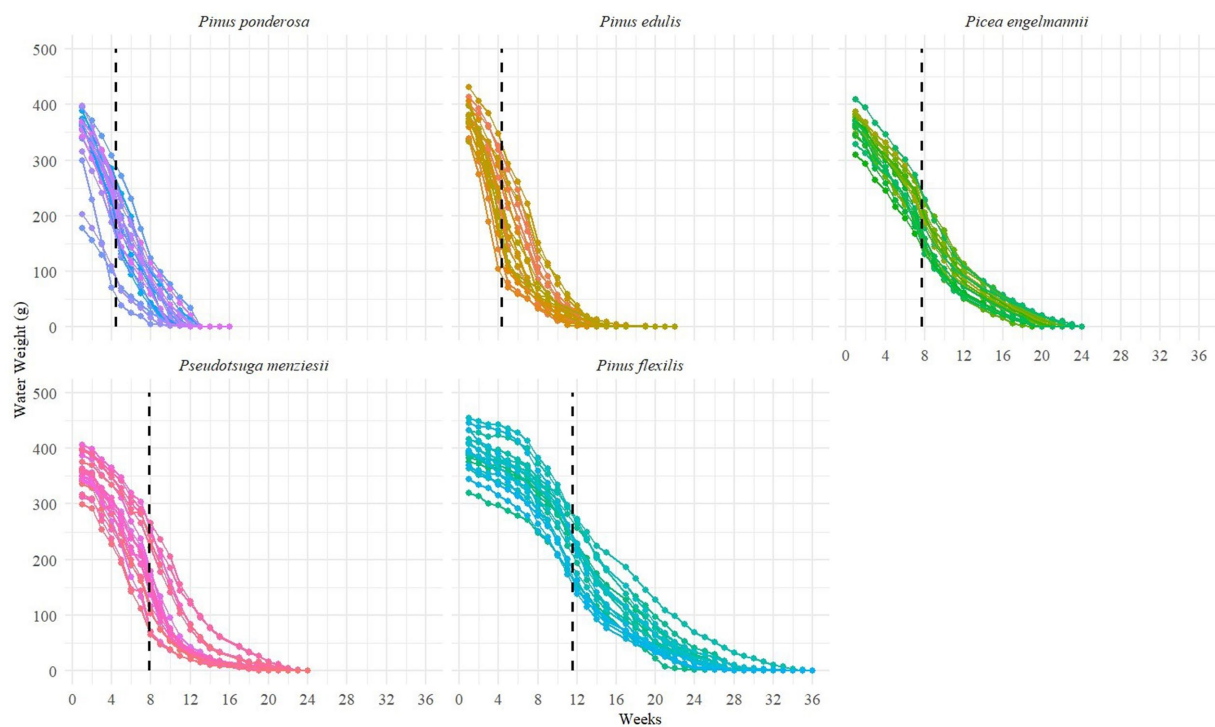 Pinus ponderosa
Pinus edulis
Picea engelmannii
500
400
300
200
100
0
0 4 8 12 16 20 24 28 32 36
Pseudotsuga menziesii
Pinus flexilis
Water Weight (g)
500
400
300
200
100
0
0 4 8 12 16 20 24 28 32 36
0 4 8 12 16 20 24 28 32 36
Weeks